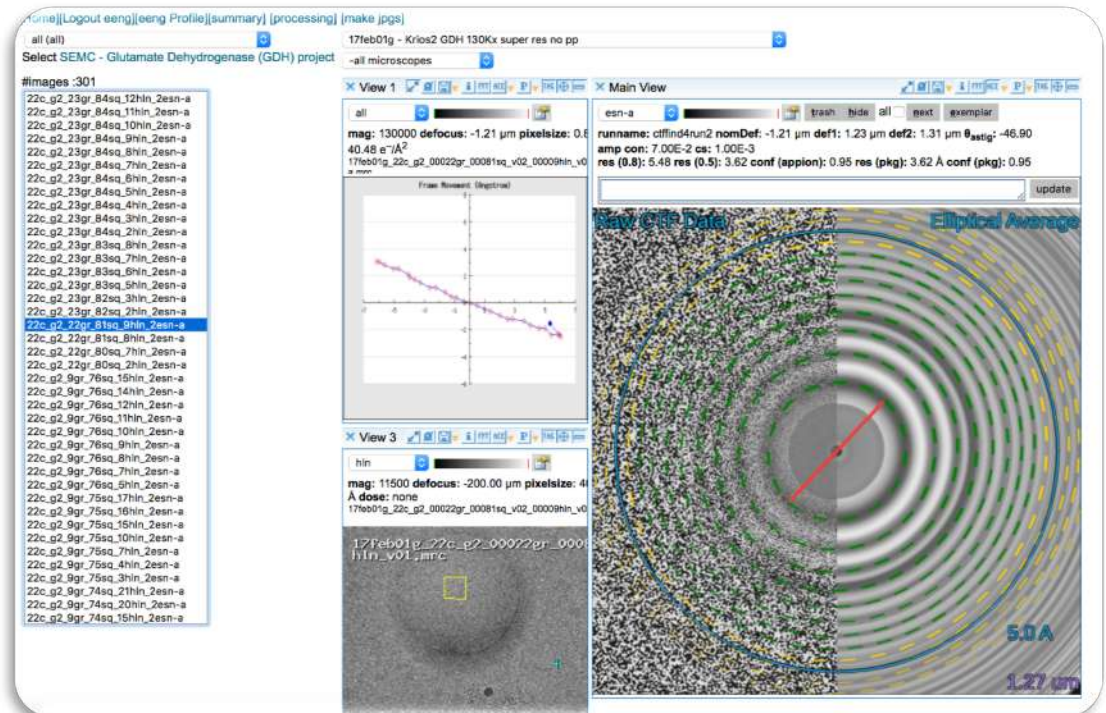 ][Logout eeng][eeng Profile][summary] [processing] [make jpgs]
all (all)
17feb01g - Krios2 GDH 130Kx super res no pp
Select SEMC - Glutamate Dehydrogenase (GDH) project
-all microscopes
#images :301
22c_g2_23gr_84sq_12hln_2esn-a
22c_g2_23gr_84sq_11hln_2esn-a
22c_g2_23gr_84sq_10hln_2esn-a
22c_g2_23gr_84sq_9hln_2esn-a
22c_g2_23gr_84sq_8hln_2esn-a
22c_g2_23gr_84sq_7hln_2esn-a
22c_g2_23gr_84sq_6hln_2esn-a
22c_g2_23gr_84sq_5hln_2esn-a
22c_g2_23gr_84sq_4hln_2esn-a
22c_g2_23gr_84sq_3hln_2esn-a
22c_g2_23gr_84sq_2hln_2esn-a
22c_g2_23gr_83sq_8hln_2esn-a
22c_g2_23gr_83sq_7hln_2esn-a
22c_g2_23gr_83sq_6hln_2esn-a
22c_g2_23gr_83sq_5hln_2esn-a
22c_g2_23gr_82sq_3hln_2esn-a
22c_g2_23gr_82sq_2hln_2esn-a
22c_g2_22gr_81sq_9hln_2esn-a
22c_g2_22gr_81sq_8hln_2esn-a
22c_g2_22gr_80sq_7hln_2esn-a
22c_g2_22gr_80sq_2hln_2esn-a
22c_g2_9gr_76sq_15hln_2esn-a
22c_g2_9gr_76sq_14hln_2esn-a
22c_g2_9gr_76sq_12hln_2esn-a
22c_g2_9gr_76sq_11hln_2esn-a
22c_g2_9gr_76sq_10hln_2esn-a
22c_g2_9gr_76sq_9hln_2esn-a
22c_g2_9gr_76sq_8hln_2esn-a
22c_g2_9gr_76sq_7hln_2esn-a
22c_g2_9gr_76sq_5hln_2esn-a
22c_g2_9gr_75sq_17hln_2esn-a
22c_g2_9gr_75sq_16hln_2esn-a
22c_g2_9gr_75sq_15hln_2esn-a
22c_g2_9gr_75sq_10hln_2esn-a
22c_g2_9gr_75sq_7hln_2esn-a
22c_g2_9gr_75sq_4hln_2esn-a
22c_g2_9gr_75sq_3hln_2esn-a
22c_g2_9gr_74sq_21hln_2esn-a
22c_g2_9gr_74sq_20hln_2esn-a
22c_g2_9gr_74sq_15hln_2esn-a
View 1
all
mag: 130000 defocus: -1.21 µm pixelsize: 0.8
40.48 e⁻/Å²
17feb01g_22c_g2_00022gr_00081sq_v02_00009hln_v0
Frame Movement (Angstrom)
View 3
hln
mag: 11500 defocus: -200.00 µm pixelsize: 4
Å dose: none
17feb01g_22c_g2_00022gr_00081sq_v02_00009hln_v0
17feb01g_22c_g2_00022gr_0008
hln_v01.mrc
Main View
esn-a
trash hide all next exemplar
runname: ctffind4run2 nomDef: -1.21 µm def1: 1.23 µm def2: 1.31 µm θastig: -46.90
amp con: 7.00E-2 cs: 1.00E-3
res (0.8): 5.48 res (0.5): 3.62 conf (appion): 0.95 res (pkg): 3.62 Å conf (pkg): 0.95
update
Raw CTF Data
Elliptical Average
5.0 A
1.27 um